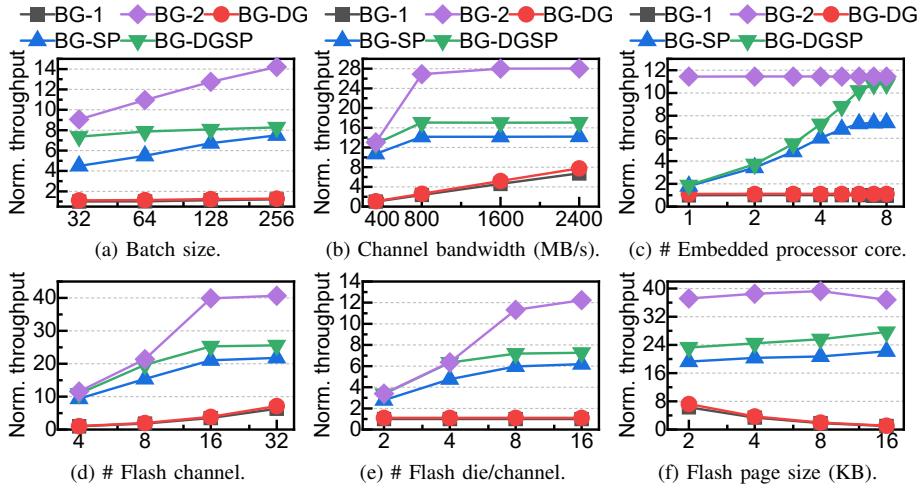 BG-1 BG-2 BG-DG
BG-SP BG-DGSP
Norm. throughput
14
12
10
8
6
4
2
32 64 128 256
(a) Batch size.
BG-1 BG-2 BG-DG
BG-SP BG-DGSP
Norm. throughput
28
24
20
16
12
8
4
0
400 800 1600 2400
(b) Channel bandwidth (MB/s).
BG-1 BG-2 BG-DG
BG-SP BG-DGSP
Norm. throughput
12
10
8
6
4
2
0
1 2 4 8
(c) # Embedded processor core.
Norm. throughput
40
30
20
10
0
4 8 16 32
(d) # Flash channel.
Norm. throughput
14
12
10
8
6
4
2
0
2 4 8 16
(e) # Flash die/channel.
Norm. throughput
40
32
24
16
8
0
2 4 8 16
(f) Flash page size (KB).